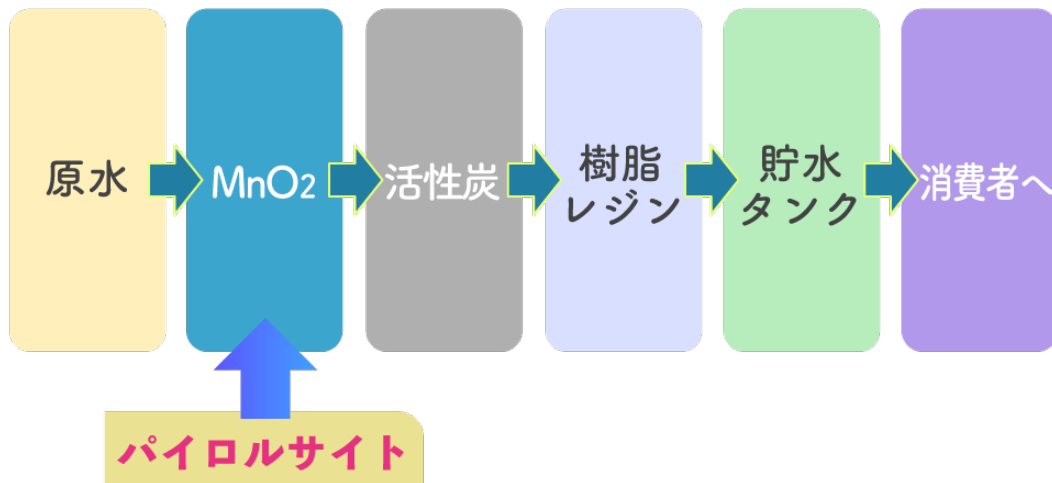 原水
MnO₂
活性炭
樹脂
レジン
貯水
タンク
消費者へ
パイロルサイト